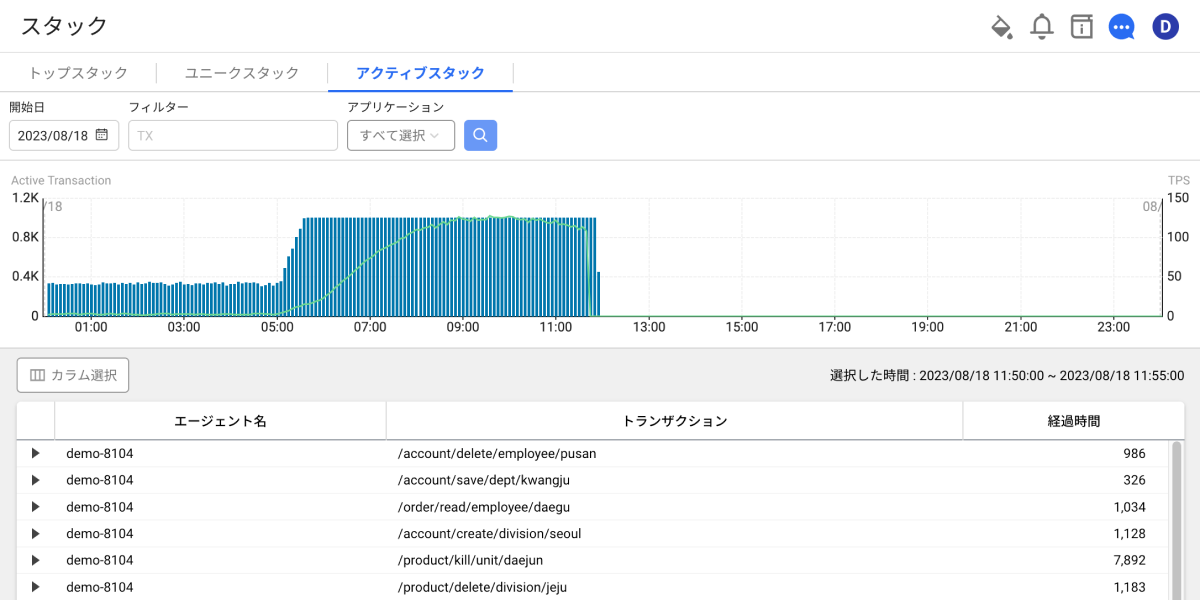 スタック
D
トップスタック ユニークスタック アクティブスタック
開始日 フィルター アプリケーション
2023/08/18 TX すべて選択
Active Transaction TPS
1.2K 150
/18 08/
0.8K 100
0.4K 50
0 0
01:00 03:00 05:00 07:00 09:00 11:00 13:00 15:00 17:00 19:00 21:00 23:00
カラム選択 選択した時間 : 2023/08/18 11:50:00 ~ 2023/08/18 11:55:00
エージェント名 トランザクション 経過時間
demo-8104 /account/delete/employee/pusan 986
demo-8104 /account/save/dept/kwangju 326
demo-8104 /order/read/employee/daegu 1,034
demo-8104 /account/create/division/seoul 1,128
demo-8104 /product/kill/unit/daejun 7,892
demo-8104 /product/delete/division/jeju 1,183